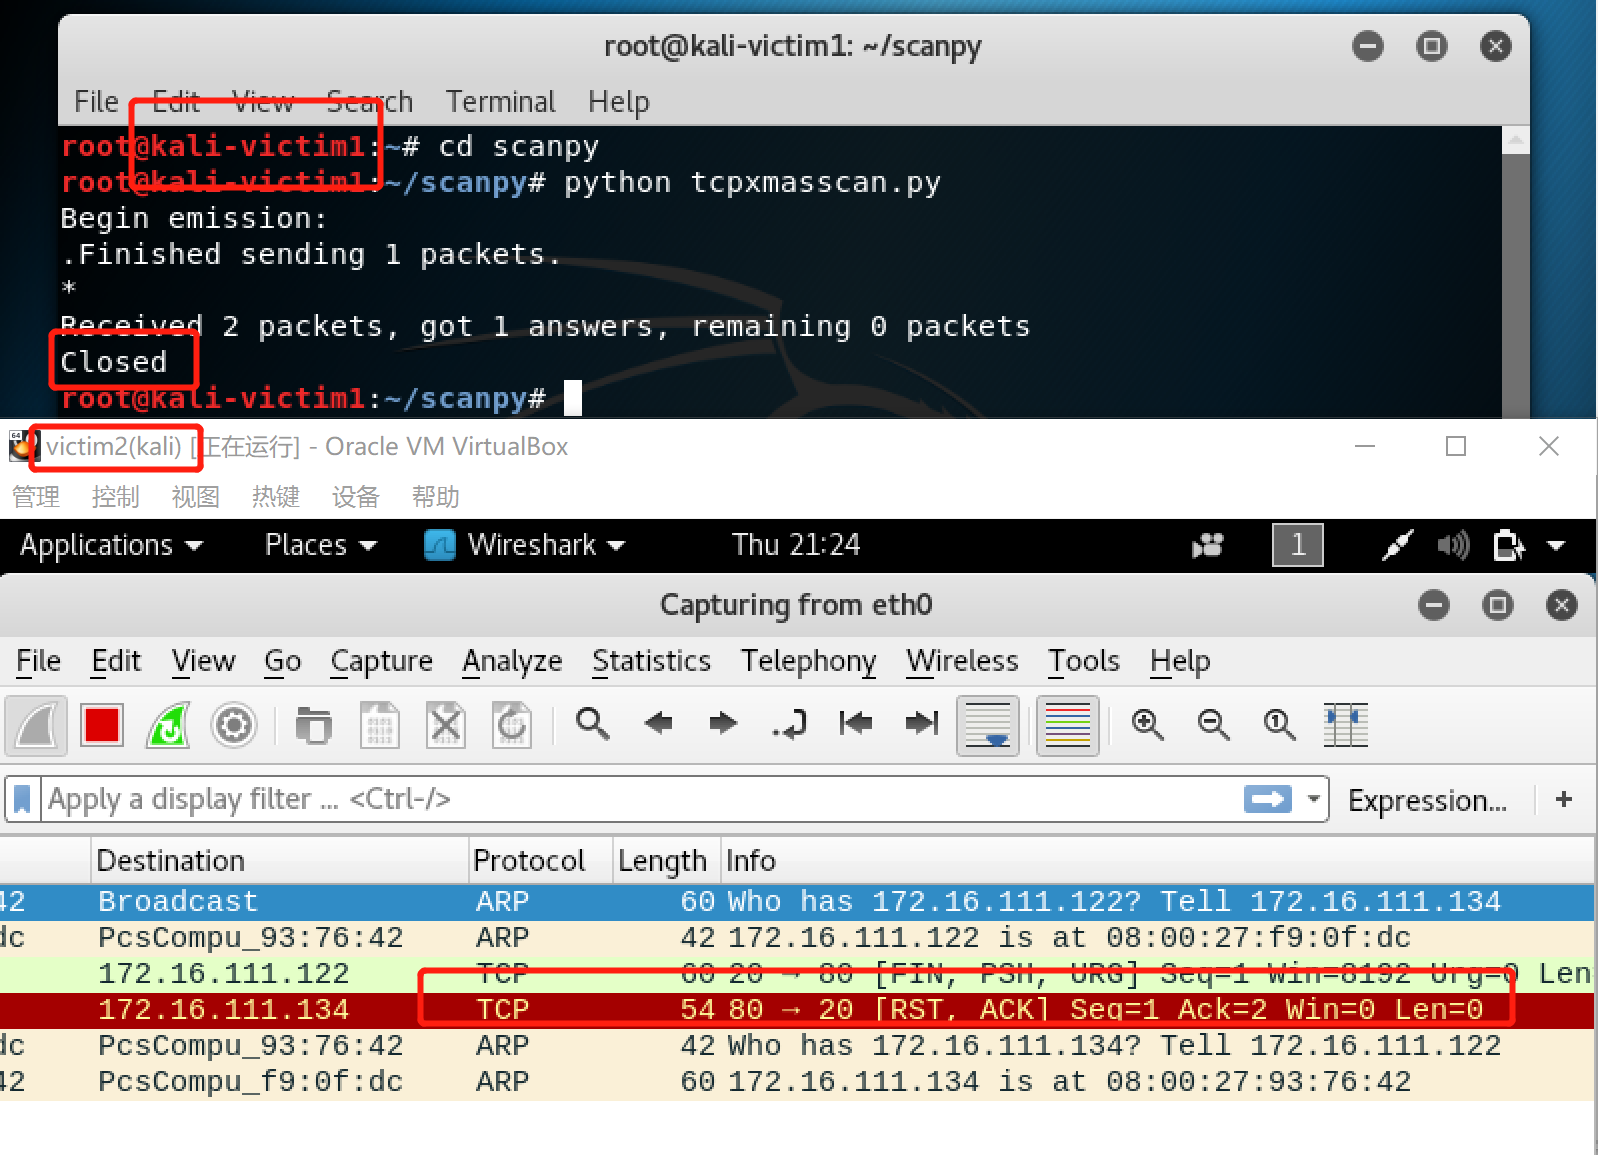 root@kali-victim1: ~/scanpy
File Edit View Search Terminal Help
root@kali-victim1:~# cd scanpy
root@kali-victim1:~/scanpy# python tcpxmasscan.py
Begin emission:
.Finished sending 1 packets.
*
Received 2 packets, got 1 answers, remaining 0 packets
Closed
root@kali-victim1:~/scanpy#
victim2(kali) [正在运行] - Oracle VM VirtualBox
管理 控制 视图 热键 设备 帮助
Applications Places Wireshark Thu 21:24 1
Capturing from eth0
File Edit View Go Capture Analyze Statistics Telephony Wireless Tools Help
Apply a display filter ... <Ctrl-/> Expression... +
Destination Protocol Length Info
42 Broadcast ARP 60 Who has 172.16.111.122? Tell 172.16.111.134
dc PcsCompu_93:76:42 ARP 42 172.16.111.122 is at 08:00:27:f9:0f:dc
172.16.111.122 TCP 60 20 → 80 [FIN, PSH, URG] Seq=1 Win=8192 Urg=0 Len
172.16.111.134 TCP 54 80 → 20 [RST, ACK] Seq=1 Ack=2 Win=0 Len=0
dc PcsCompu_93:76:42 ARP 42 Who has 172.16.111.134? Tell 172.16.111.122
42 PcsCompu_f9:0f:dc ARP 60 172.16.111.134 is at 08:00:27:93:76:42